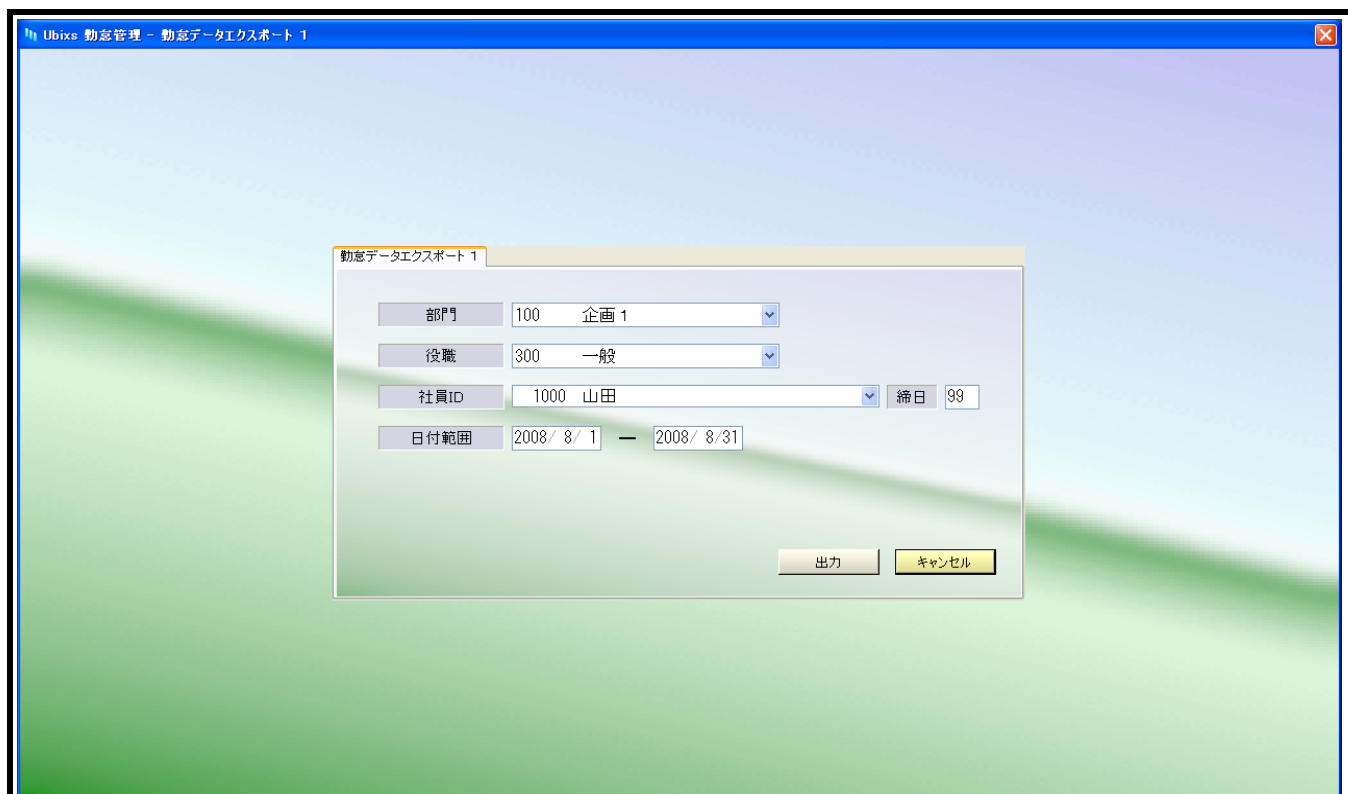 Ubixs 勤怠管理 - 勤怠データエクスポート 1
勤怠データエクスポート 1
部門 100 企画 1
役職 300 一般
社員ID 1000 山田 締日 99
日付範囲 2008/ 8/ 1 ― 2008/ 8/31
出力 キャンセル